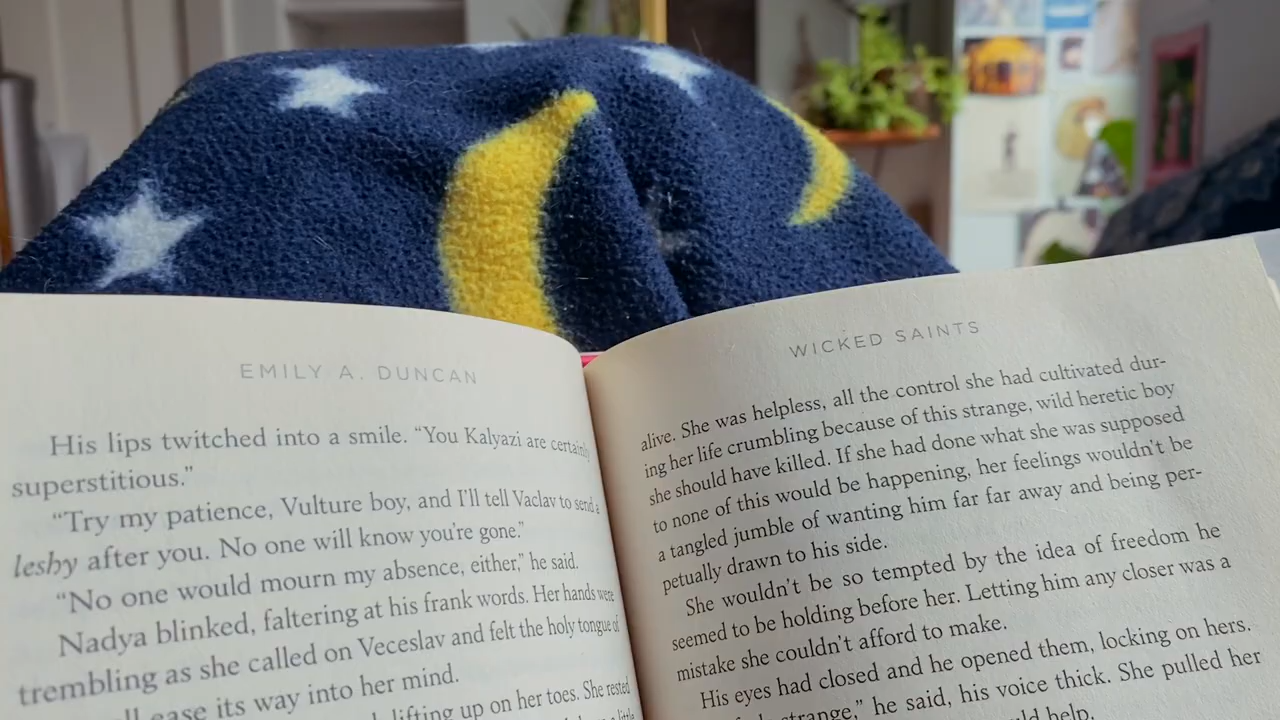 EMILY A. DUNCAN
His lips twitched into a smile. “You Kalyazi are certainly
superstitious.”
“Try my patience, Vulture boy, and I’ll tell Vaclav to send a
leshy after you. No one will know you’re gone.”
“No one would mourn my absence, either,” he said.
Nadya blinked, faltering at his frank words. Her hands were
trembling as she called on Veceslav and felt the holy tongue of
ease its way into her mind.
lifting up on her toes. She rested
a little
WICKED SAINTS
alive. She was helpless, all the control she had cultivated dur-
ing her life crumbling because of this strange, wild heretic boy
she should have killed. If she had done what she was supposed
to none of this would be happening, her feelings wouldn’t be
a tangled jumble of wanting him far far away and being per-
petually drawn to his side.
She wouldn’t be so tempted by the idea of freedom he
seemed to be holding before her. Letting him any closer was a
mistake she couldn’t afford to make.
His eyes had closed and he opened them, locking on hers.
strange,” he said, his voice thick. She pulled her
help.